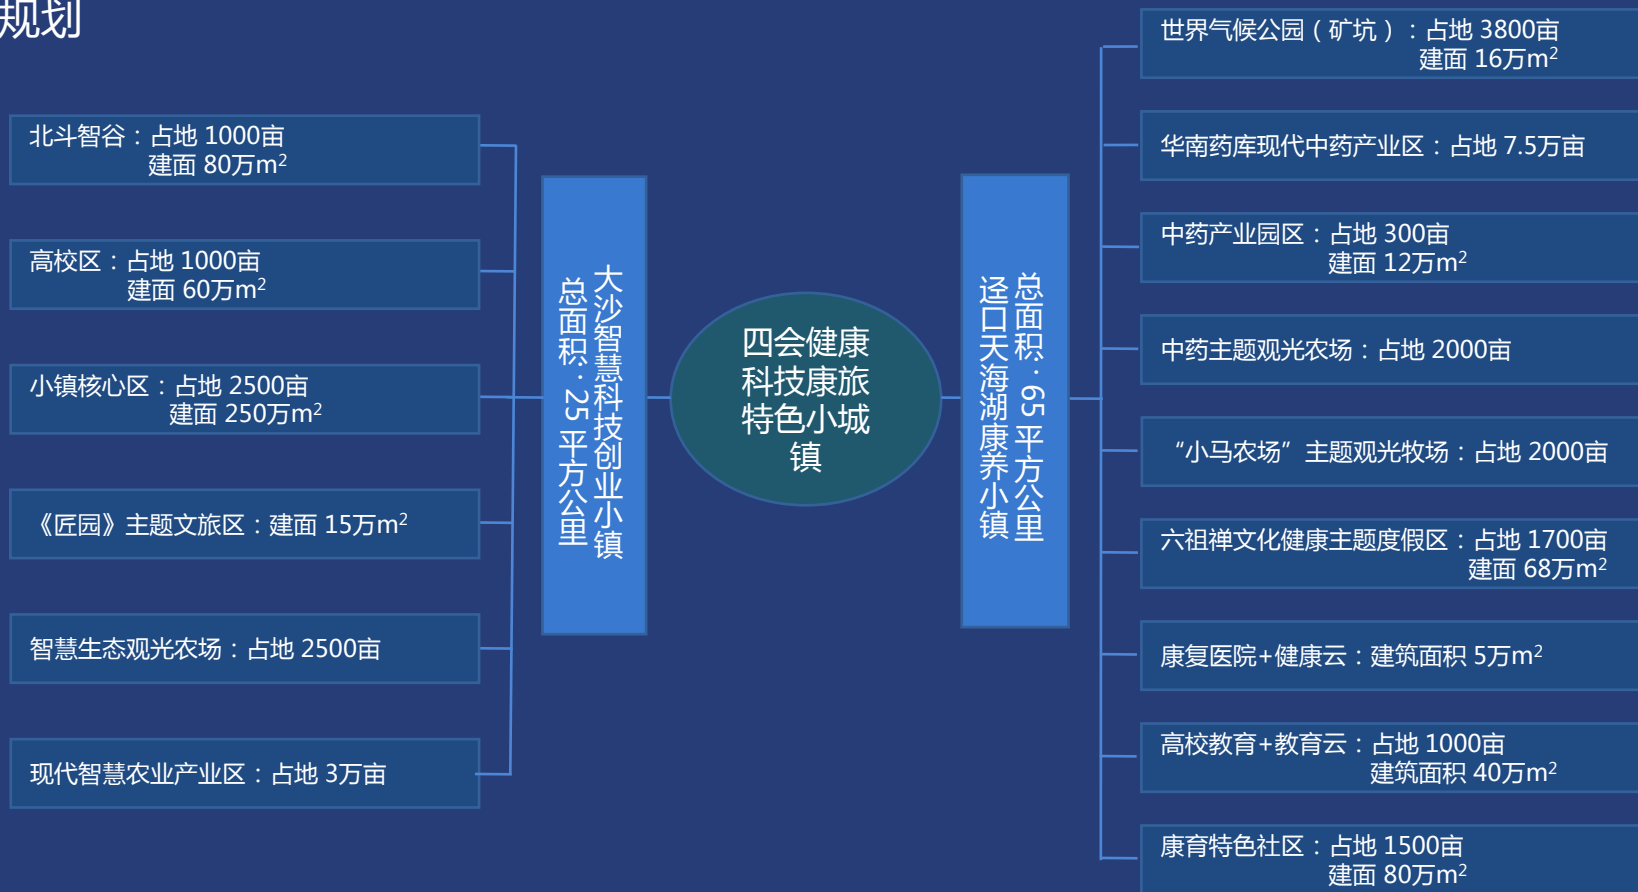 规划
北斗智谷：占地 1000亩
建面 80万m²
高校区：占地 1000亩
建面 60万m²
小镇核心区：占地 2500亩
建面 250万m²
《匠园》主题文旅区：建面 15万m²
智慧生态观光农场：占地 2500亩
现代智慧农业产业区：占地 3万亩
大沙智慧科技创业小镇
总面积：25 平方公里
四会健康
科技康旅
特色小城
镇
总面积：65 平方公里
迳口天海湖康养小镇
世界气候公园（矿坑）：占地 3800亩
建面 16万m²
华南药库现代中药产业区：占地 7.5万亩
中药产业园区：占地 300亩
建面 12万m²
中药主题观光农场：占地 2000亩
“小马农场”主题观光牧场：占地 2000亩
六祖禅文化健康主题度假区：占地 1700亩
建面 68万m²
康复医院+健康云：建筑面积 5万m²
高校教育+教育云：占地 1000亩
建筑面积 40万m²
康育特色社区：占地 1500亩
建面 80万m²